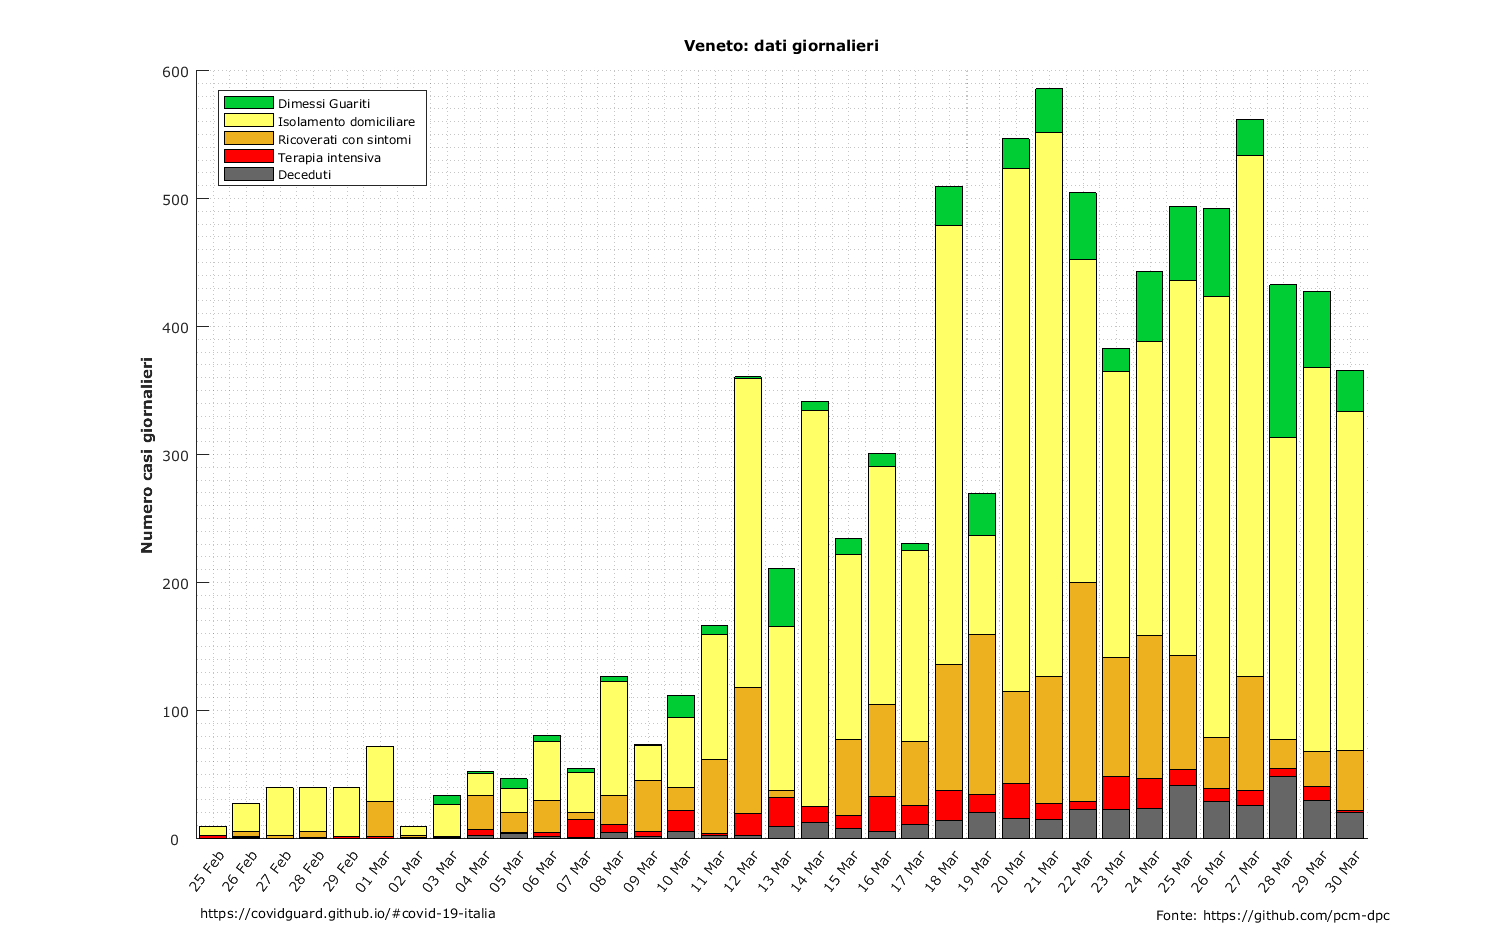 Veneto: dati giornalieri
600
500
400
300
200
100
0
Numero casi giornalieri
Dimessi Guariti
Isolamento domiciliare
Ricoverati con sintomi
Terapia intensiva
Deceduti
25 Feb
26 Feb
27 Feb
28 Feb
29 Feb
01 Mar
02 Mar
03 Mar
04 Mar
05 Mar
06 Mar
07 Mar
08 Mar
09 Mar
10 Mar
11 Mar
12 Mar
13 Mar
14 Mar
15 Mar
16 Mar
17 Mar
18 Mar
19 Mar
20 Mar
21 Mar
22 Mar
23 Mar
24 Mar
25 Mar
26 Mar
27 Mar
28 Mar
29 Mar
30 Mar
https://covidguard.github.io/#covid-19-italia
Fonte: https://github.com/pcm-dpc